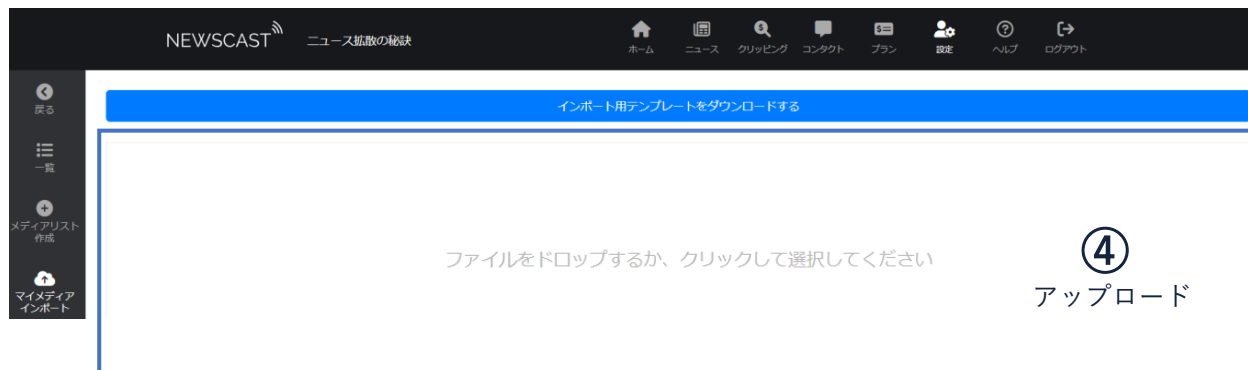 NEWSCAST
ニュース拡散の秘訣
ホーム
ニュース
クリッピング
コンタクト
プラン
設定
ヘルプ
ログアウト
戻る
一覧
メディアリスト
作成
マイメディア
インポート
インポート用テンプレートをダウンロードする
ファイルをドロップするか、クリックして選択してください
④
アップロード